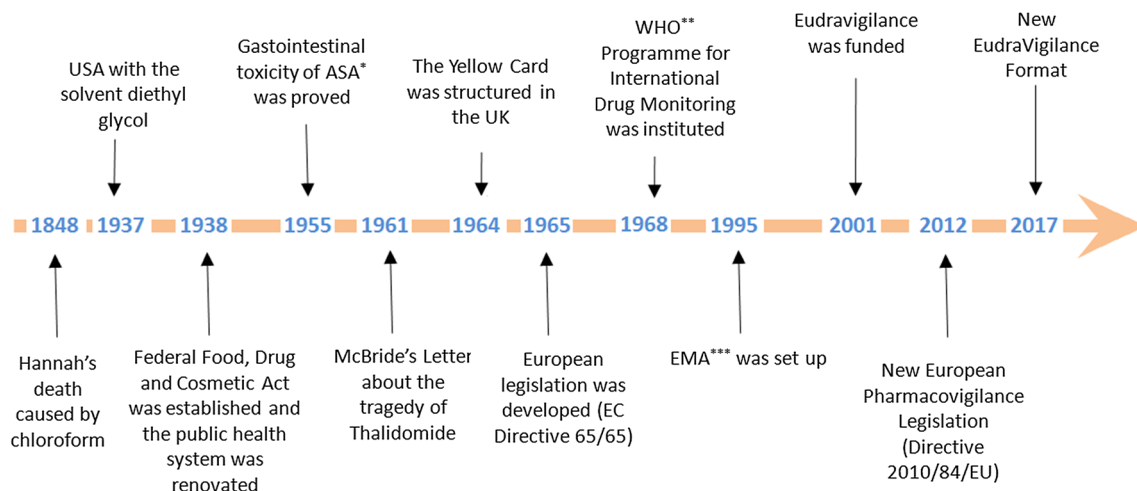 USA with the
solvent diethyl
glycol
Gastointestinal
toxicity of ASA*
was proved
The Yellow Card
was structured in
the UK
WHO**
Programme for
International
Drug Monitoring
was instituted
Eudravigilance
was funded
New
EudraVigilance
Format
1848 1937 1938 1955 1961 1964 1965 1968 1995 2001 2012 2017
Hannah's
death
caused by
chloroform
Federal Food, Drug
and Cosmetic Act
was established and
the public health
system was
renovated
McBride's Letter
about the
tragedy of
Thalidomide
European
legislation was
developed (EC
Directive 65/65)
EMA*** was set up
New European
Pharmacovigilance
Legislation
(Directive
2010/84/EU)